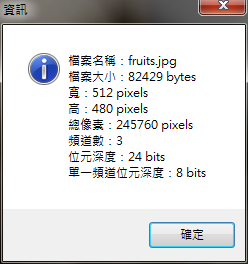 資訊
檔案名稱：fruits.jpg
檔案大小：82429 bytes
寬：512 pixels
高：480 pixels
總像素：245760 pixels
頻道數：3
位元深度：24 bits
單一頻道位元深度：8 bits
確定